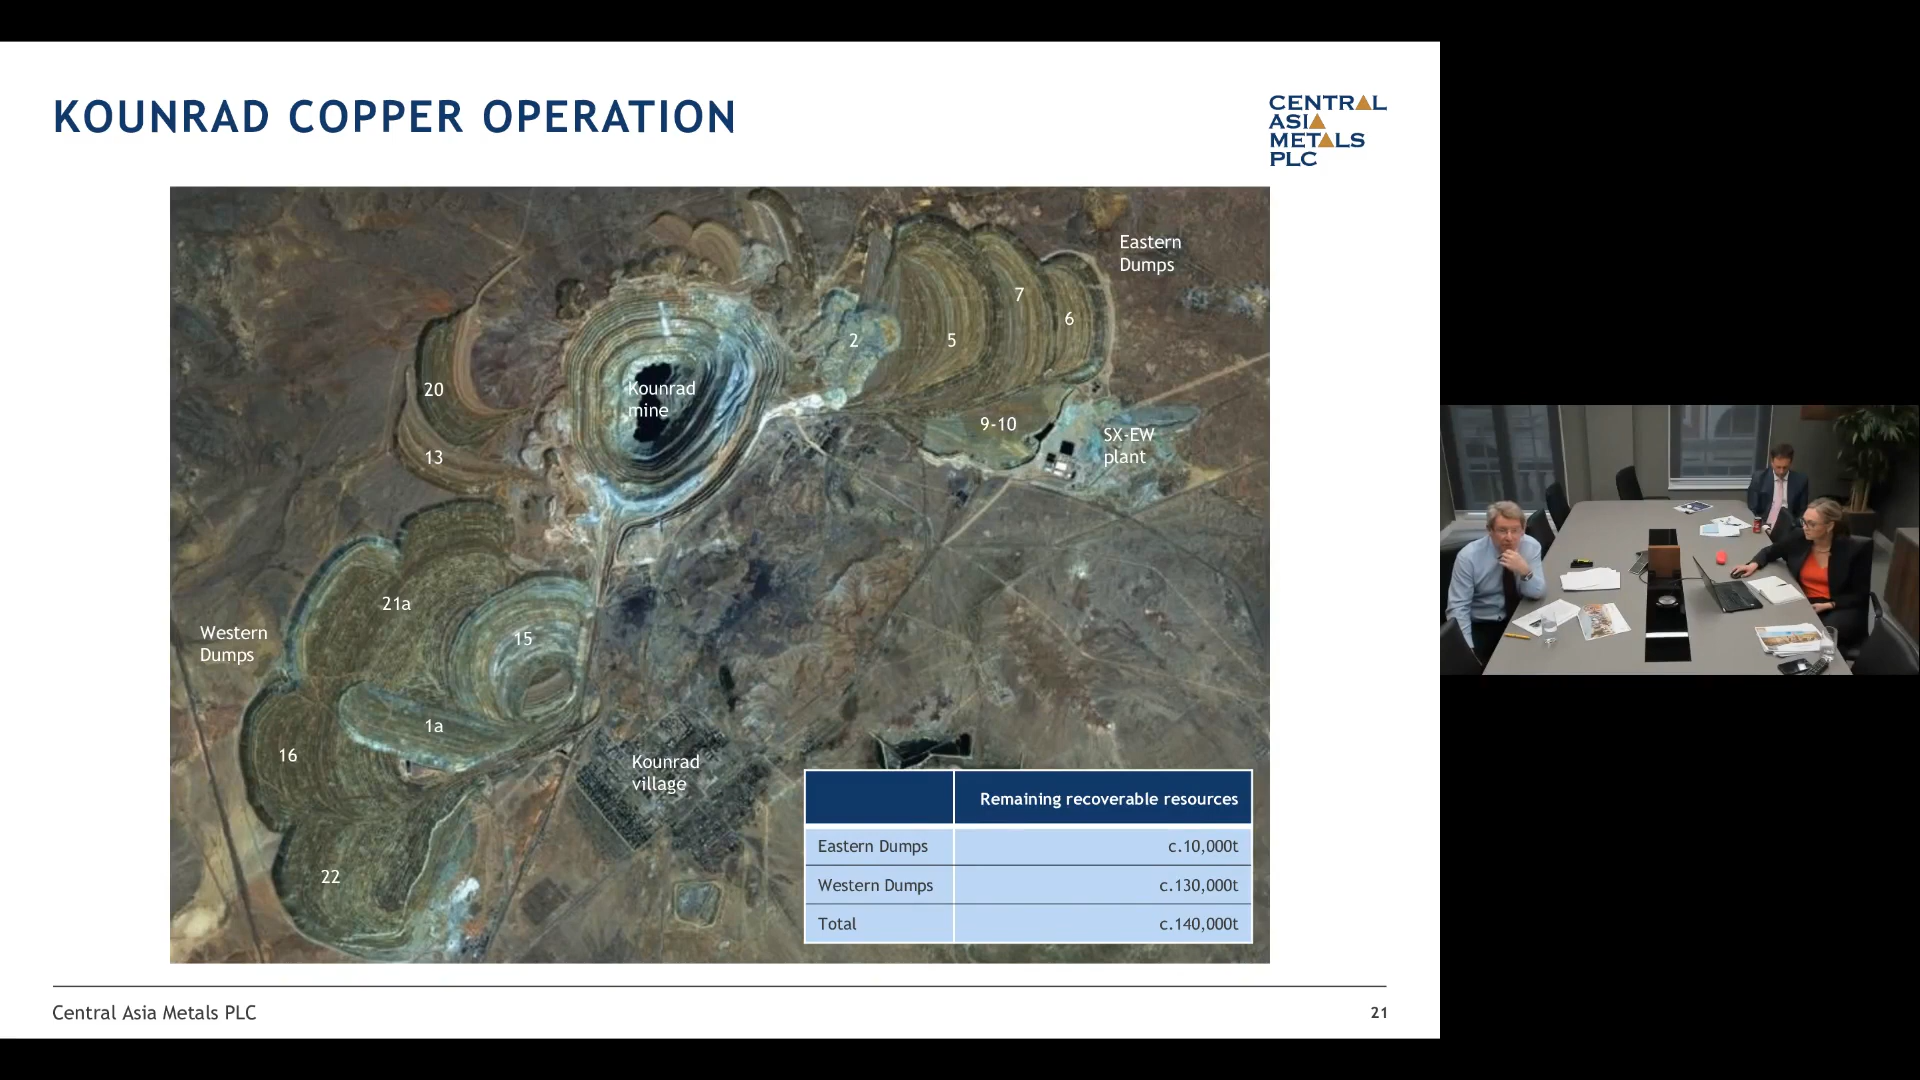 KOUNRAD COPPER OPERATION
CENTRAL
ASIA
METALS
PLC
Eastern
Dumps
7
6
2
5
Kounrad
mine
20
9-10
SX-EW
plant
13
21a
Western
Dumps
15
1a
16
Kounrad
village
22
Remaining recoverable resources
Eastern Dumps c.10,000t
Western Dumps c.130,000t
Total c.140,000t
Central Asia Metals PLC
21